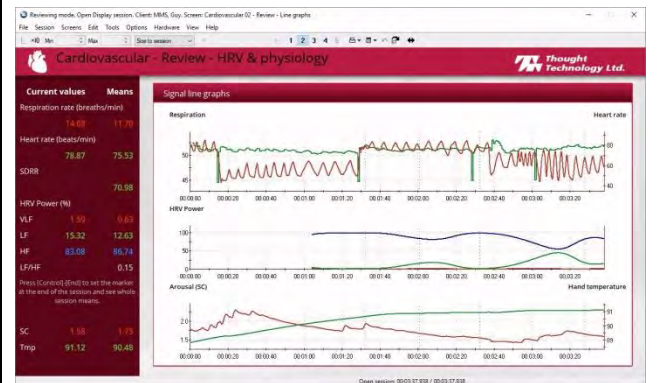 Reviewing mode. Open Display session. Client: MMS, Guy. Screen: Cardiovascular 02 - Review - Line graphs
File Session Screens Edit Tools Options Hardware View Help
Min Max Size to session 1 2 3 4 5
Cardiovascular - Review - HRV & physiology
Thought
Technology Ltd.
Current values Means
Respiration rate (breaths/min)
14.08 11.70
Heart rate (beats/min)
78.87 75.53
SDRR
70.98
HRV Power (%)
VLF 1.59 0.63
LF 15.32 12.63
HF 83.08 86.74
LF/HF 0.15
Press [Control]-[End] to set the marker
at the end of the session and see whole
session means.
SC 1.58 1.75
Tmp 91.12 90.48
Signal line graphs
Respiration Heart rate
50
45
80
60
40
00:00:00 00:00:20 00:00:40 00:01:00 00:01:20 00:01:40 00:02:00 00:02:20 00:02:40 00:03:00 00:03:20
HRV Power
100
50
0
00:00:00 00:00:20 00:00:40 00:01:00 00:01:20 00:01:40 00:02:00 00:02:20 00:02:40 00:03:00 00:03:20
Arousal (SC) Hand temperature
2.0
1.5
91
90
89
00:00:00 00:00:20 00:00:40 00:01:00 00:01:20 00:01:40 00:02:00 00:02:20 00:02:40 00:03:00 00:03:20
Open session: 00:03:37.938 / 00:03:37.938